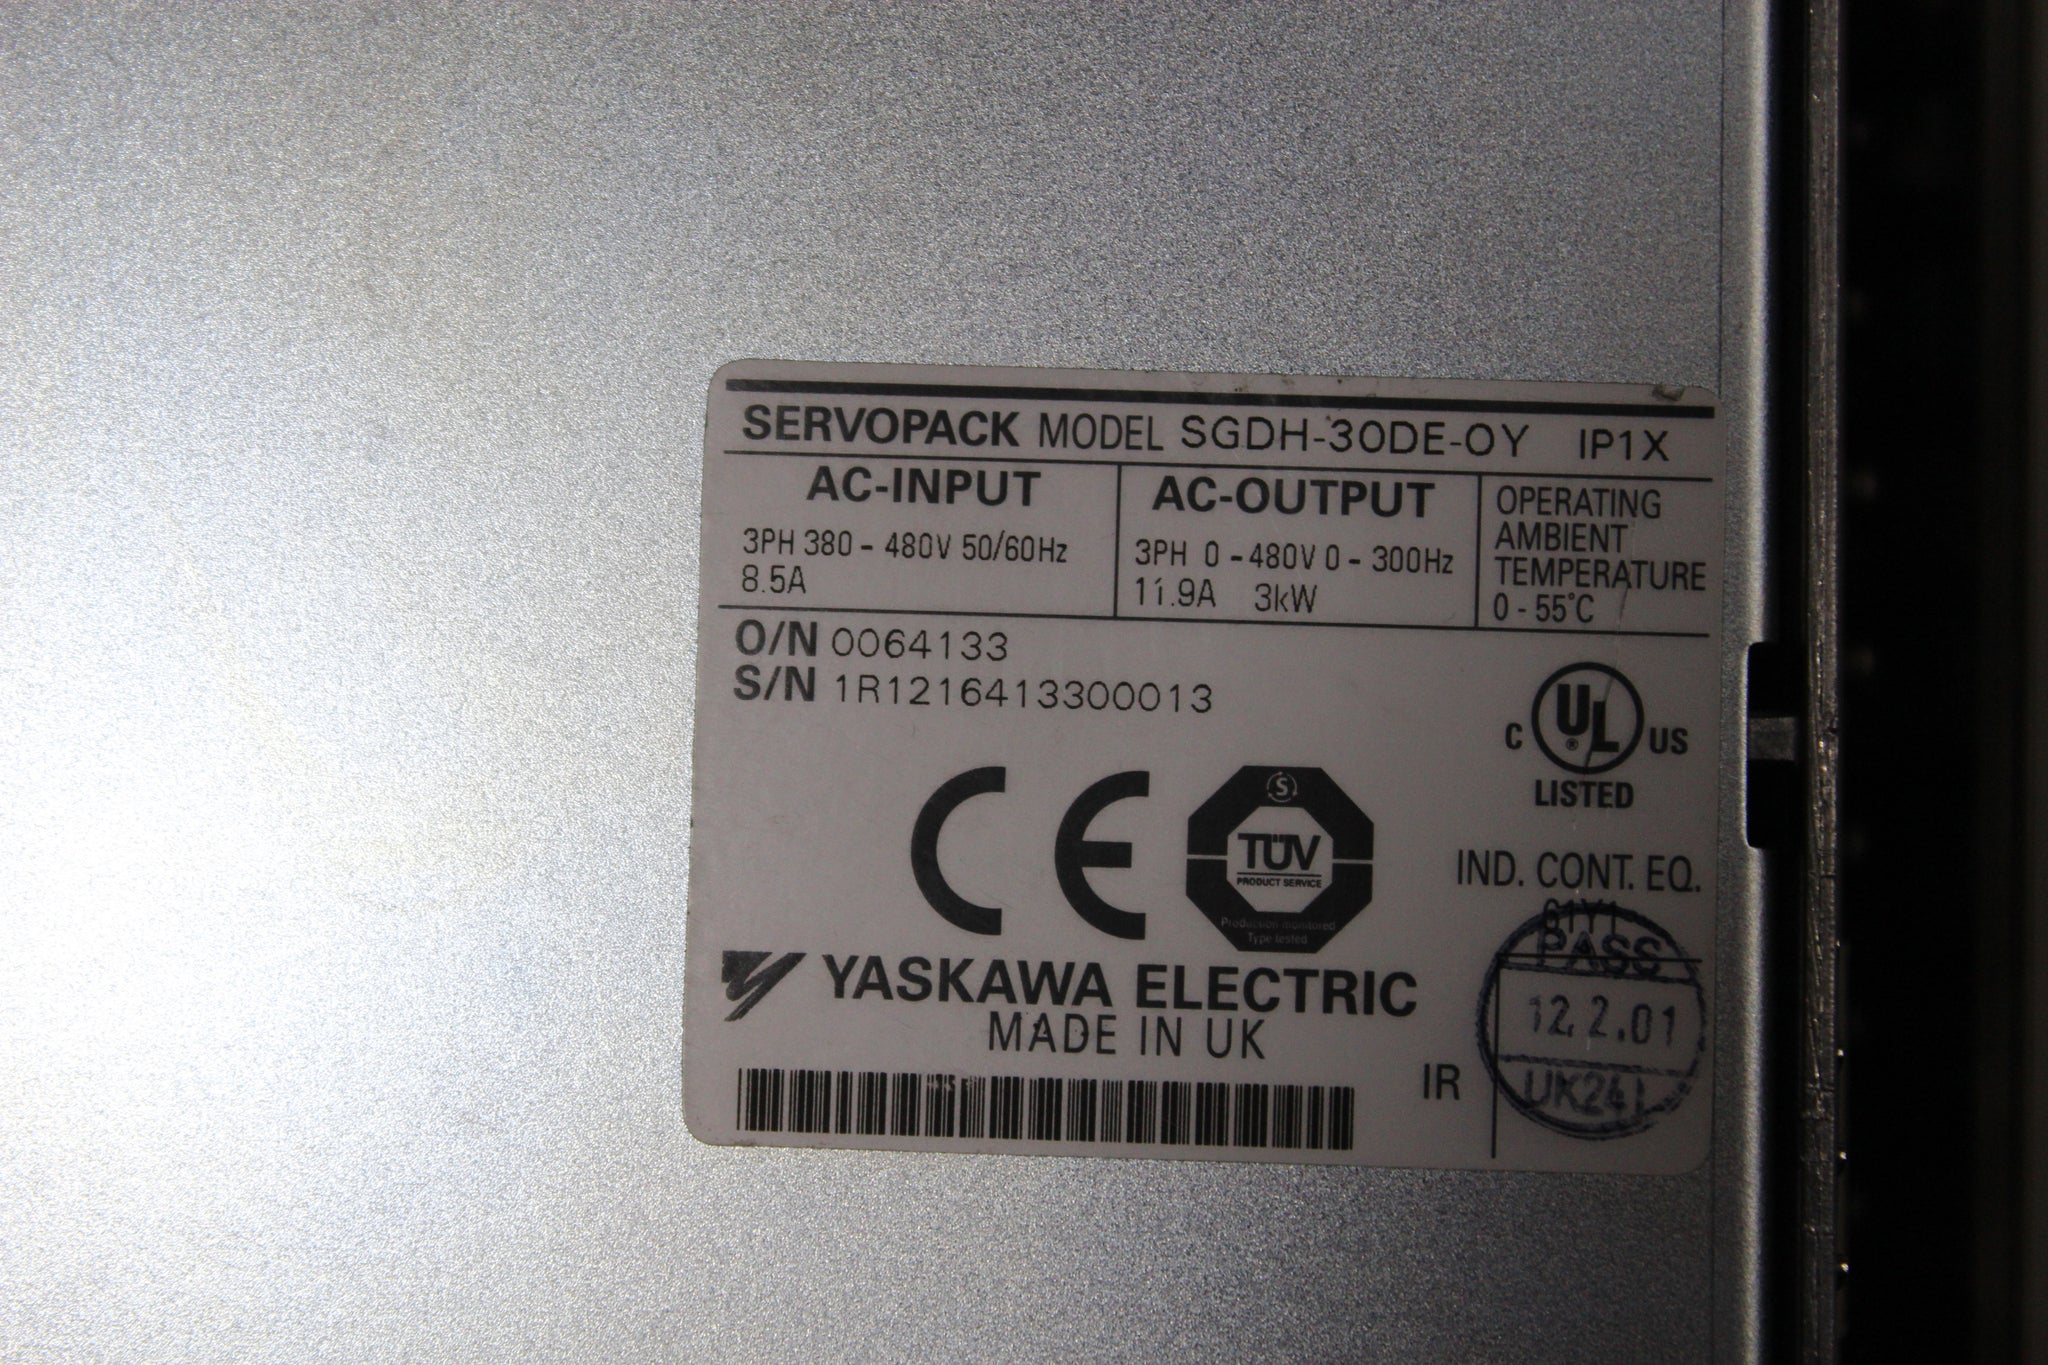 SERVOPACK MODEL SGDH-30DE-OY IP1X
AC-INPUT
3PH 380 - 480V 50/60Hz
8.5A
AC-OUTPUT
3PH 0 - 480V 0 - 300Hz
11.9A 3kW
OPERATING
AMBIENT
TEMPERATURE
0 - 55°C
O/N 0064133
S/N 1R1216413300013
C UL® US
LISTED
IND. CONT. EQ.
61Y1
CE
S
TÜV
PRODUCT SERVICE
Production monitored
Type tested
YASKAWA ELECTRIC
MADE IN UK
IR
PASS
12.2.01